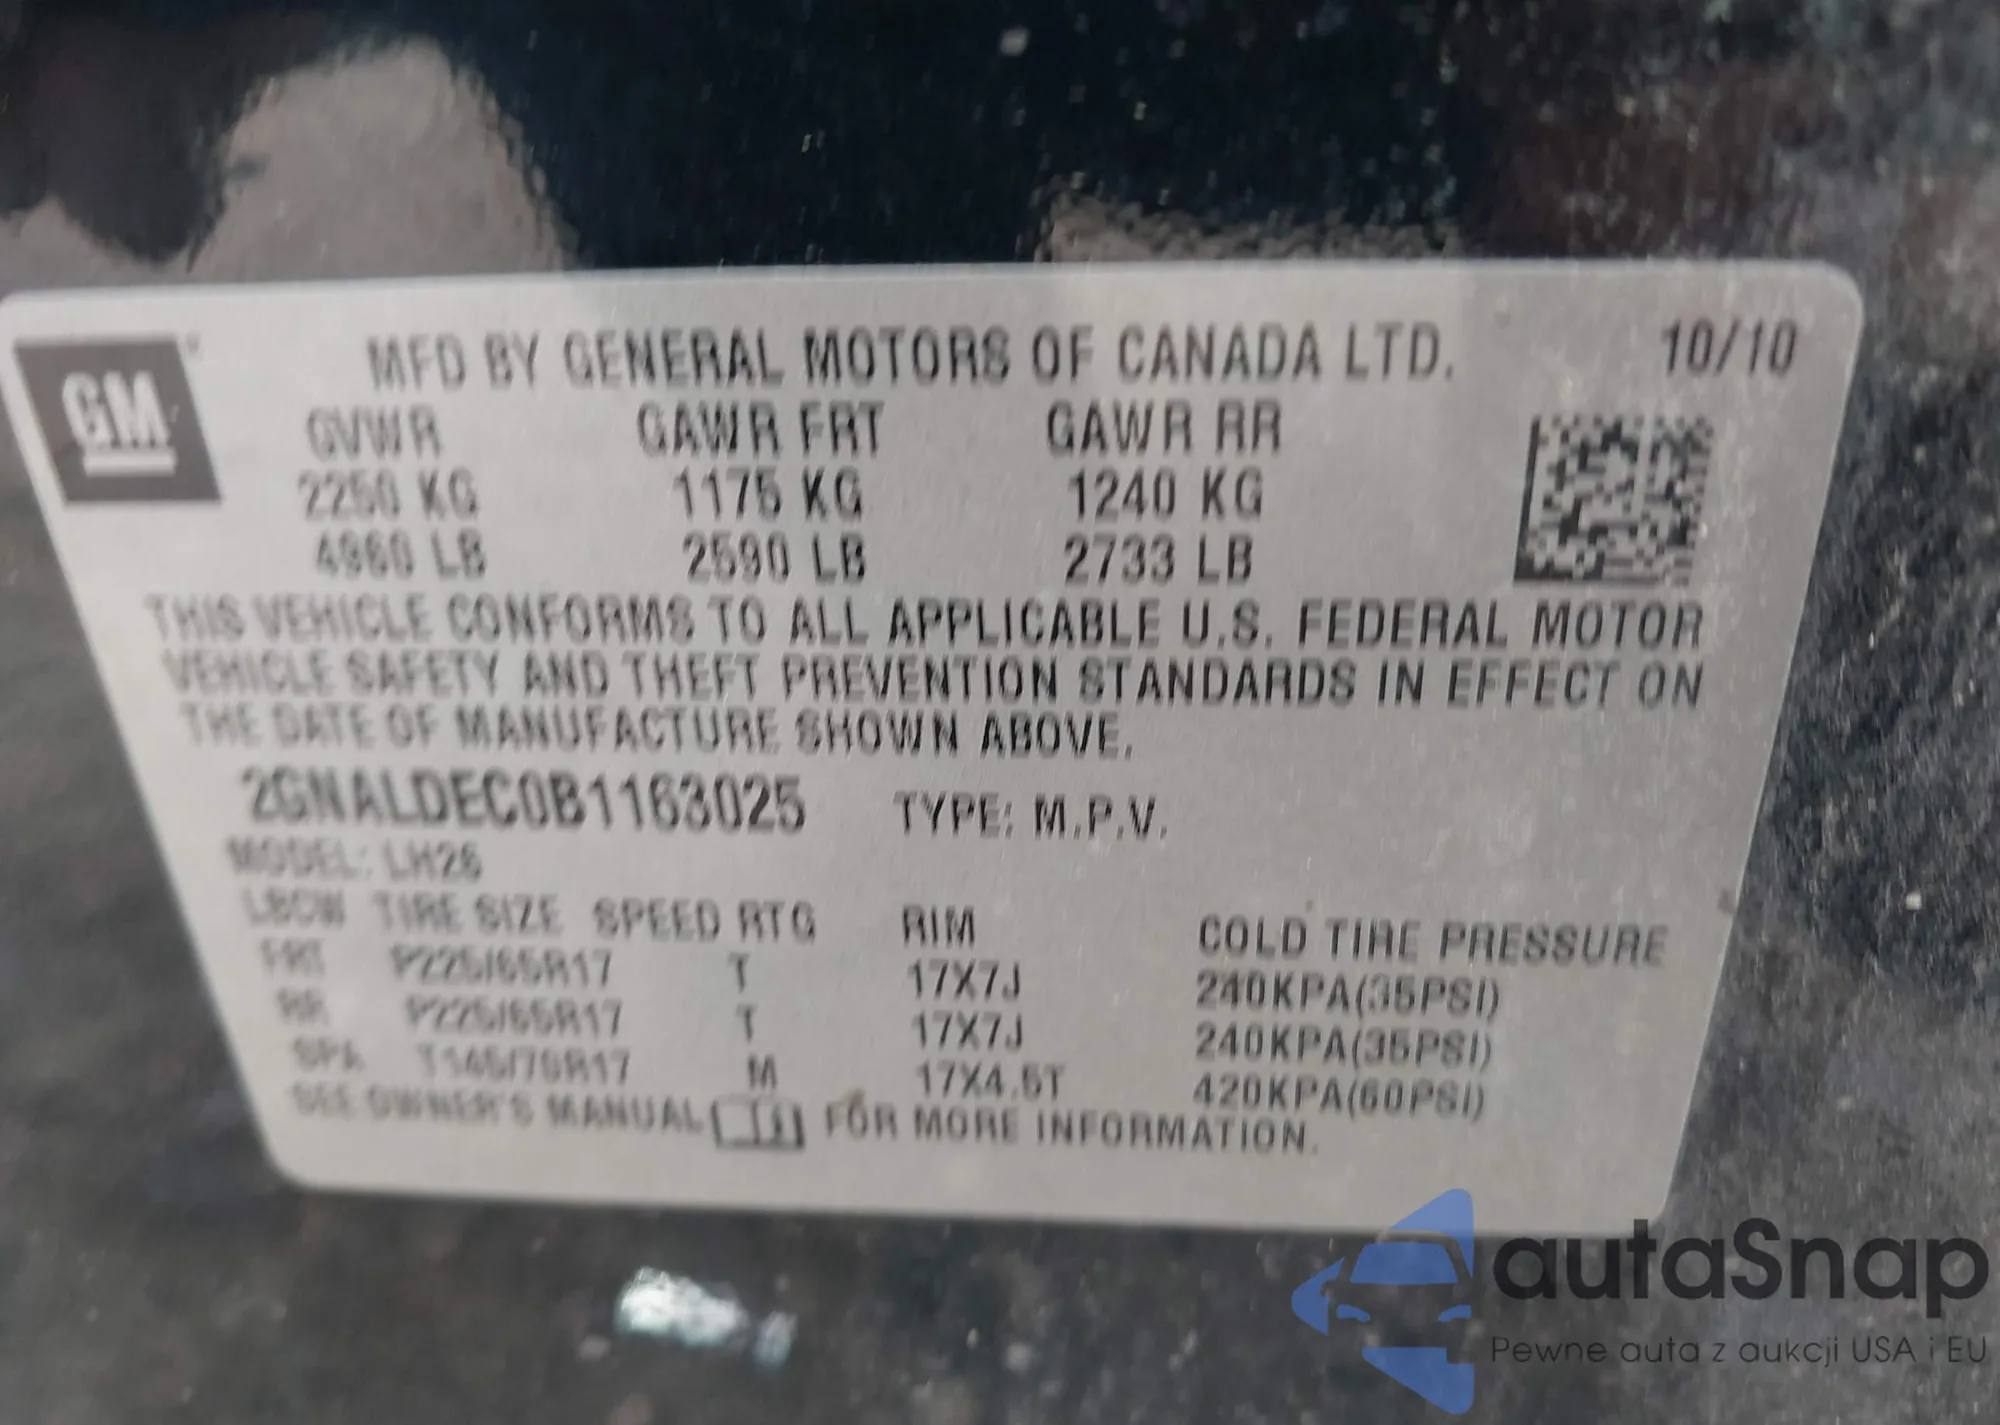 MFD BY GENERAL MOTORS OF CANADA LTD. 10/10
GM
GVWR GAWR FRT GAWR RR
2250 KG 1175 KG 1240 KG
4960 LB 2590 LB 2733 LB
THIS VEHICLE CONFORMS TO ALL APPLICABLE U.S. FEDERAL MOTOR
VEHICLE SAFETY AND THEFT PREVENTION STANDARDS IN EFFECT ON
THE DATE OF MANUFACTURE SHOWN ABOVE.
2GNALDEC0B1163025 TYPE: M.P.V.
MODEL: LH26
LBCW TIRE SIZE SPEED RTG RIM COLD TIRE PRESSURE
FRT P225/65R17 T 17X7J 240KPA(35PSI)
RR P225/65R17 T 17X7J 240KPA(35PSI)
SPA T145/70R17 M 17X4.5T 420KPA(60PSI)
SEE OWNER'S MANUAL FOR MORE INFORMATION.
autaSnap
Pewne auta z aukcji USA i EU